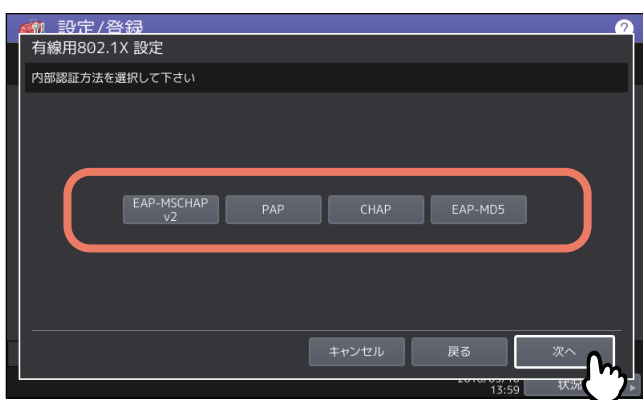 設定/登録
?
有線用802.1X 設定
内部認証方法を選択して下さい
EAP-MSCHAP
v2
PAP
CHAP
EAP-MD5
キャンセル
戻る
次へ
13:59
状況